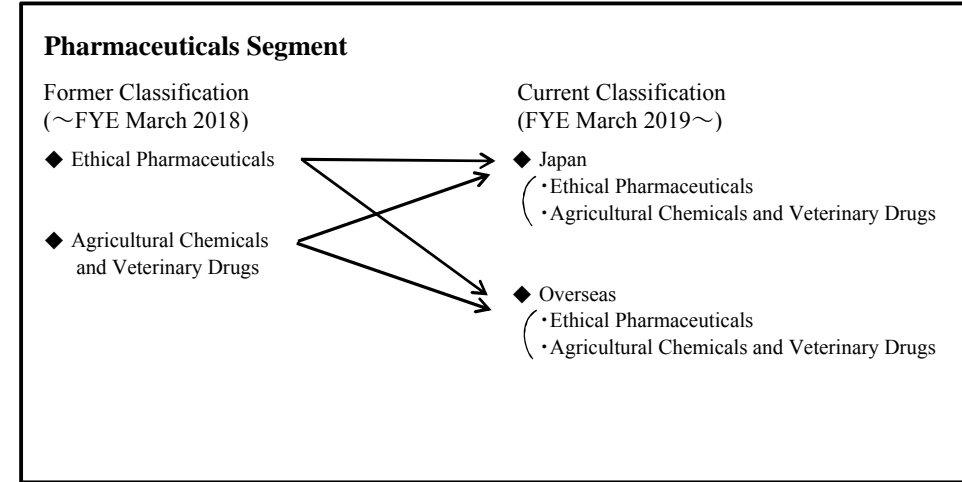 Pharmaceuticals Segment
Former Classification
(～FYE March 2018)
◆ Ethical Pharmaceuticals
◆ Agricultural Chemicals
and Veterinary Drugs
Current Classification
(FYE March 2019～)
◆ Japan
・Ethical Pharmaceuticals
・Agricultural Chemicals and Veterinary Drugs
◆ Overseas
・Ethical Pharmaceuticals
・Agricultural Chemicals and Veterinary Drugs